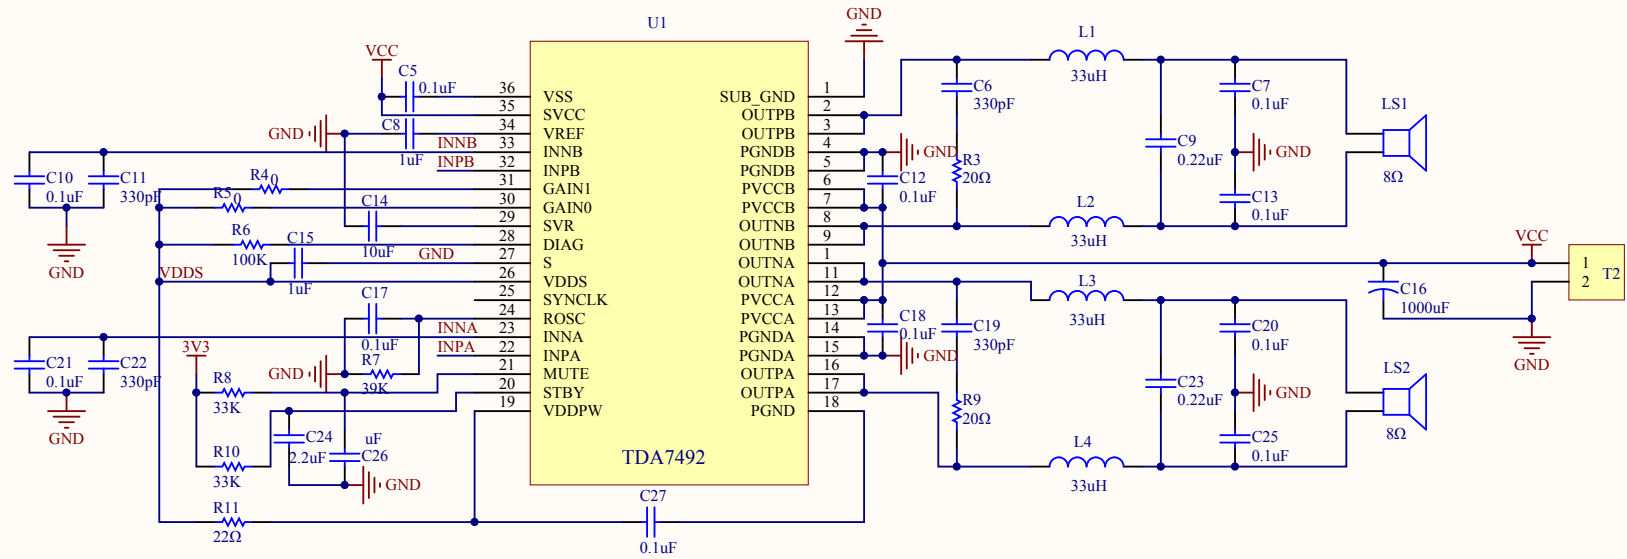 U1
TDA7492
VCC
C5
0.1uF
C8
1uF
GND
INNB
INPB
C10
0.1uF
C11
330pF
GND
R4
0
R5
0
R6
100K
C14
10uF
C15
1uF
GND
VDDS
C17
0.1uF
INNA
INPA
GND
R7
39K
C21
0.1uF
C22
330pF
GND
3V3
R8
33K
R10
33K
C24
2.2uF
uF
C26
GND
R11
22Ω
C27
0.1uF
36 VSS
35 SVCC
34 VREF
33 INNB
32 INPB
31 GAIN1
30 GAIN0
29 SVR
28 DIAG
27 S
26 VDDS
25 SYNCLK
24 ROSC
23 INNA
22 INPA
21 MUTE
20 STBY
19 VDDPW
SUB_GND 1
OUTPB 2
OUTPB 3
PGNDB 4
PGNDB 5
PVCCB 6
PVCCB 7
OUTNB 8
OUTNB 9
OUTNA 1
OUTNA 11
PVCCA 12
PVCCA 13
PGNDA 14
PGNDA 15
OUTPA 16
OUTPA 17
PGND 18
GND
GND
C12
0.1uF
C6
330pF
R3
20Ω
L1
33uH
L2
33uH
C9
0.22uF
C7
0.1uF
GND
C13
0.1uF
LS1
8Ω
C18
0.1uF
GND
C19
330pF
R9
20Ω
L3
33uH
L4
33uH
C23
0.22uF
C20
0.1uF
GND
C25
0.1uF
LS2
8Ω
VCC
C16
1000uF
GND
1
2
T2